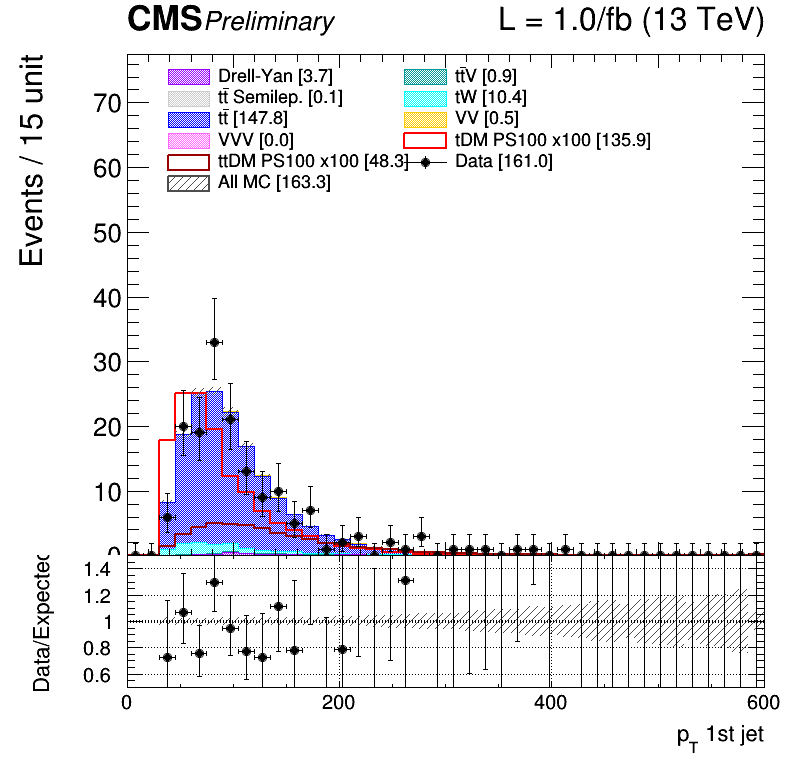 CMS Preliminary L = 1.0/fb (13 TeV)
Events / 15 unit
Drell-Yan [3.7]
tt̄ Semilep. [0.1]
tt̄ [147.8]
VVV [0.0]
ttDM PS100 x100 [48.3]
All MC [163.3]
tt̄V [0.9]
tW [10.4]
VV [0.5]
tDM PS100 x100 [135.9]
Data [161.0]
70
60
50
40
30
20
10
0
Data/Expected
1.4
1.2
1
0.8
0.6
0 200 400 600
p_T 1st jet